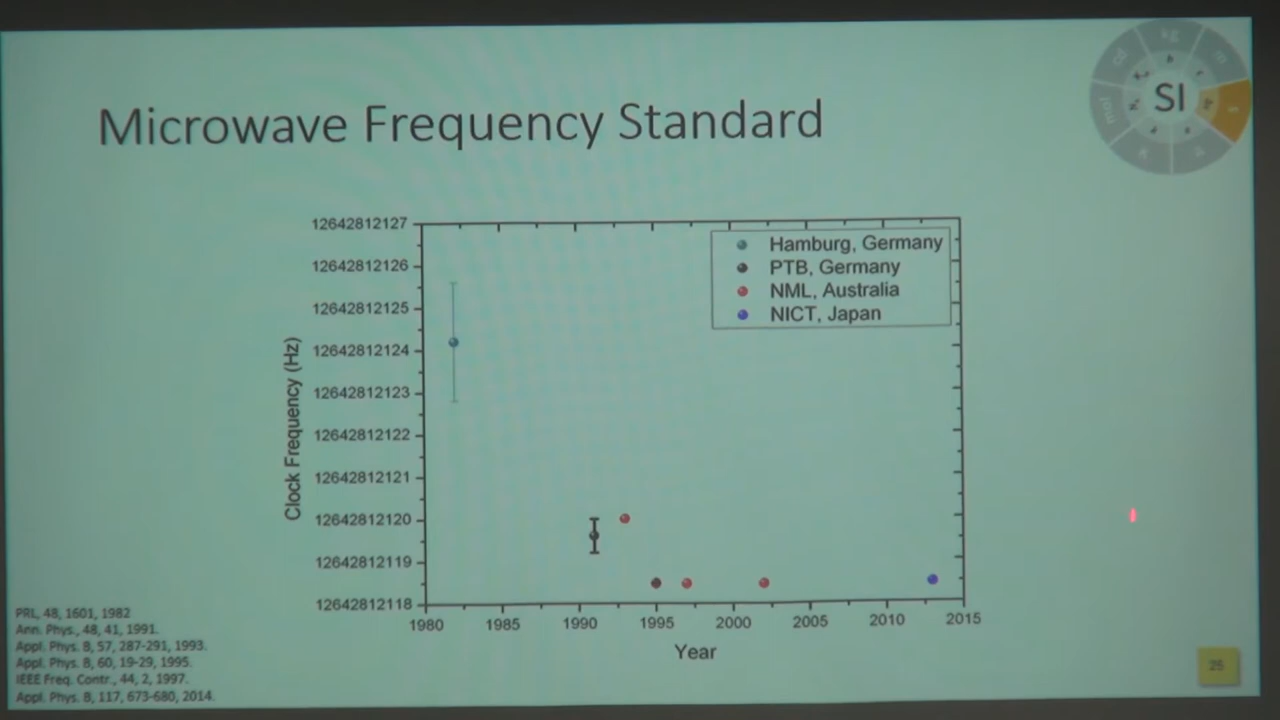 Microwave Frequency Standard
SI
kg
12642812127
12642812126
12642812125
12642812124
12642812123
12642812122
12642812121
12642812120
12642812119
12642812118
Clock Frequency (Hz)
Hamburg, Germany
PTB, Germany
NML, Australia
NICT, Japan
1980 1985 1990 1995 2000 2005 2010 2015
Year
PRL, 48, 1601, 1982
Ann. Phys., 48, 41, 1991.
Appl. Phys. B, 57, 287-291, 1993.
Appl. Phys. B, 60, 19-29, 1995.
IEEE Freq. Contr., 44, 2, 1997.
Appl. Phys. B, 117, 673-680, 2014.
25